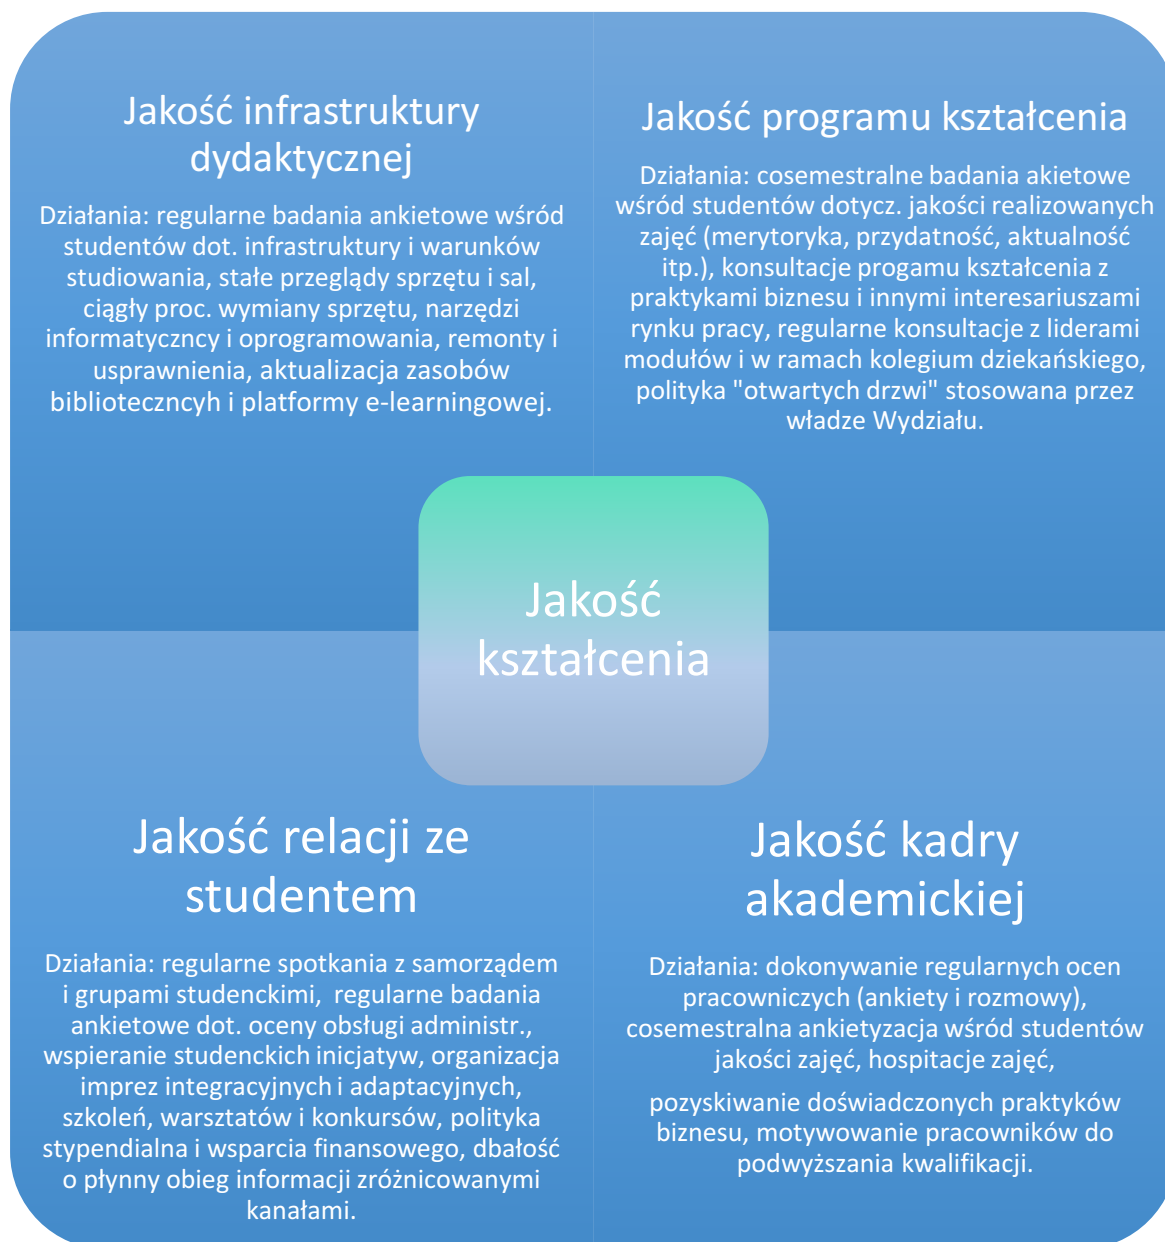 Jakość infrastruktury
dydaktycznej
Działania: regularne badania ankietowe wśród
studentów dot. infrastruktury i warunków
studiowania, stałe przeglądy sprzętu i sal,
ciągły proc. wymiany sprzętu, narzędzi
informatyczncy i oprogramowania, remonty i
usprawnienia, aktualizacja zasobów
biblioteczncyh i platformy e-learningowej.
Jakość programu kształcenia
Działania: cosemestralne badania akietowe
wśród studentów dotycz. jakości realizowanych
zajęć (merytoryka, przydatność, aktualność
itp.), konsultacje progamu kształcenia z
praktykami biznesu i innymi interesariuszami
rynku pracy, regularne konsultacje z liderami
modułów i w ramach kolegium dziekańskiego,
polityka "otwartych drzwi" stosowana przez
władze Wydziału.
Jakość
kształcenia
Jakość relacji ze
studentem
Działania: regularne spotkania z samorządem
i grupami studenckimi,  regularne badania
ankietowe dot. oceny obsługi administr.,
wspieranie studenckich inicjatyw, organizacja
imprez integracyjnych i adaptacyjnych,
szkoleń, warsztatów i konkursów, polityka
stypendialna i wsparcia finansowego, dbałość
o płynny obieg informacji zróżnicowanymi
kanałami.
Jakość kadry
akademickiej
Działania: dokonywanie regularnych ocen
pracowniczych (ankiety i rozmowy),
cosemestralna ankietyzacja wśród studentów
jakości zajęć, hospitacje zajęć,
pozyskiwanie doświadczonych praktyków
biznesu, motywowanie pracowników do
podwyższania kwalifikacji.